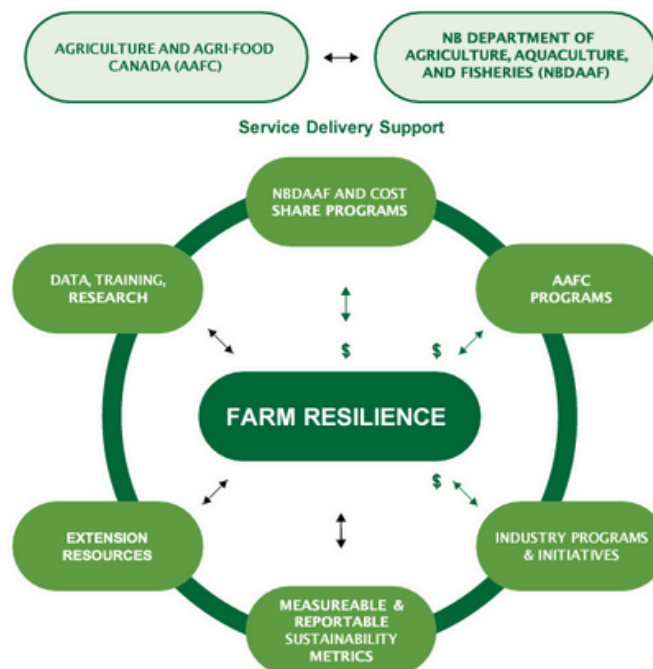 AGRICULTURE AND AGRI-FOOD
CANADA (AAFC)
NB DEPARTMENT OF
AGRICULTURE, AQUACULTURE,
AND FISHERIES (NBDAAF)
Service Delivery Support
NBDAAF AND COST
SHARE PROGRAMS
DATA, TRAINING,
RESEARCH
AAFC
PROGRAMS
$
$
FARM RESILIENCE
$
EXTENSION
RESOURCES
INDUSTRY PROGRAMS
& INITIATIVES
MEASUREABLE &
REPORTABLE
SUSTAINABILITY
METRICS